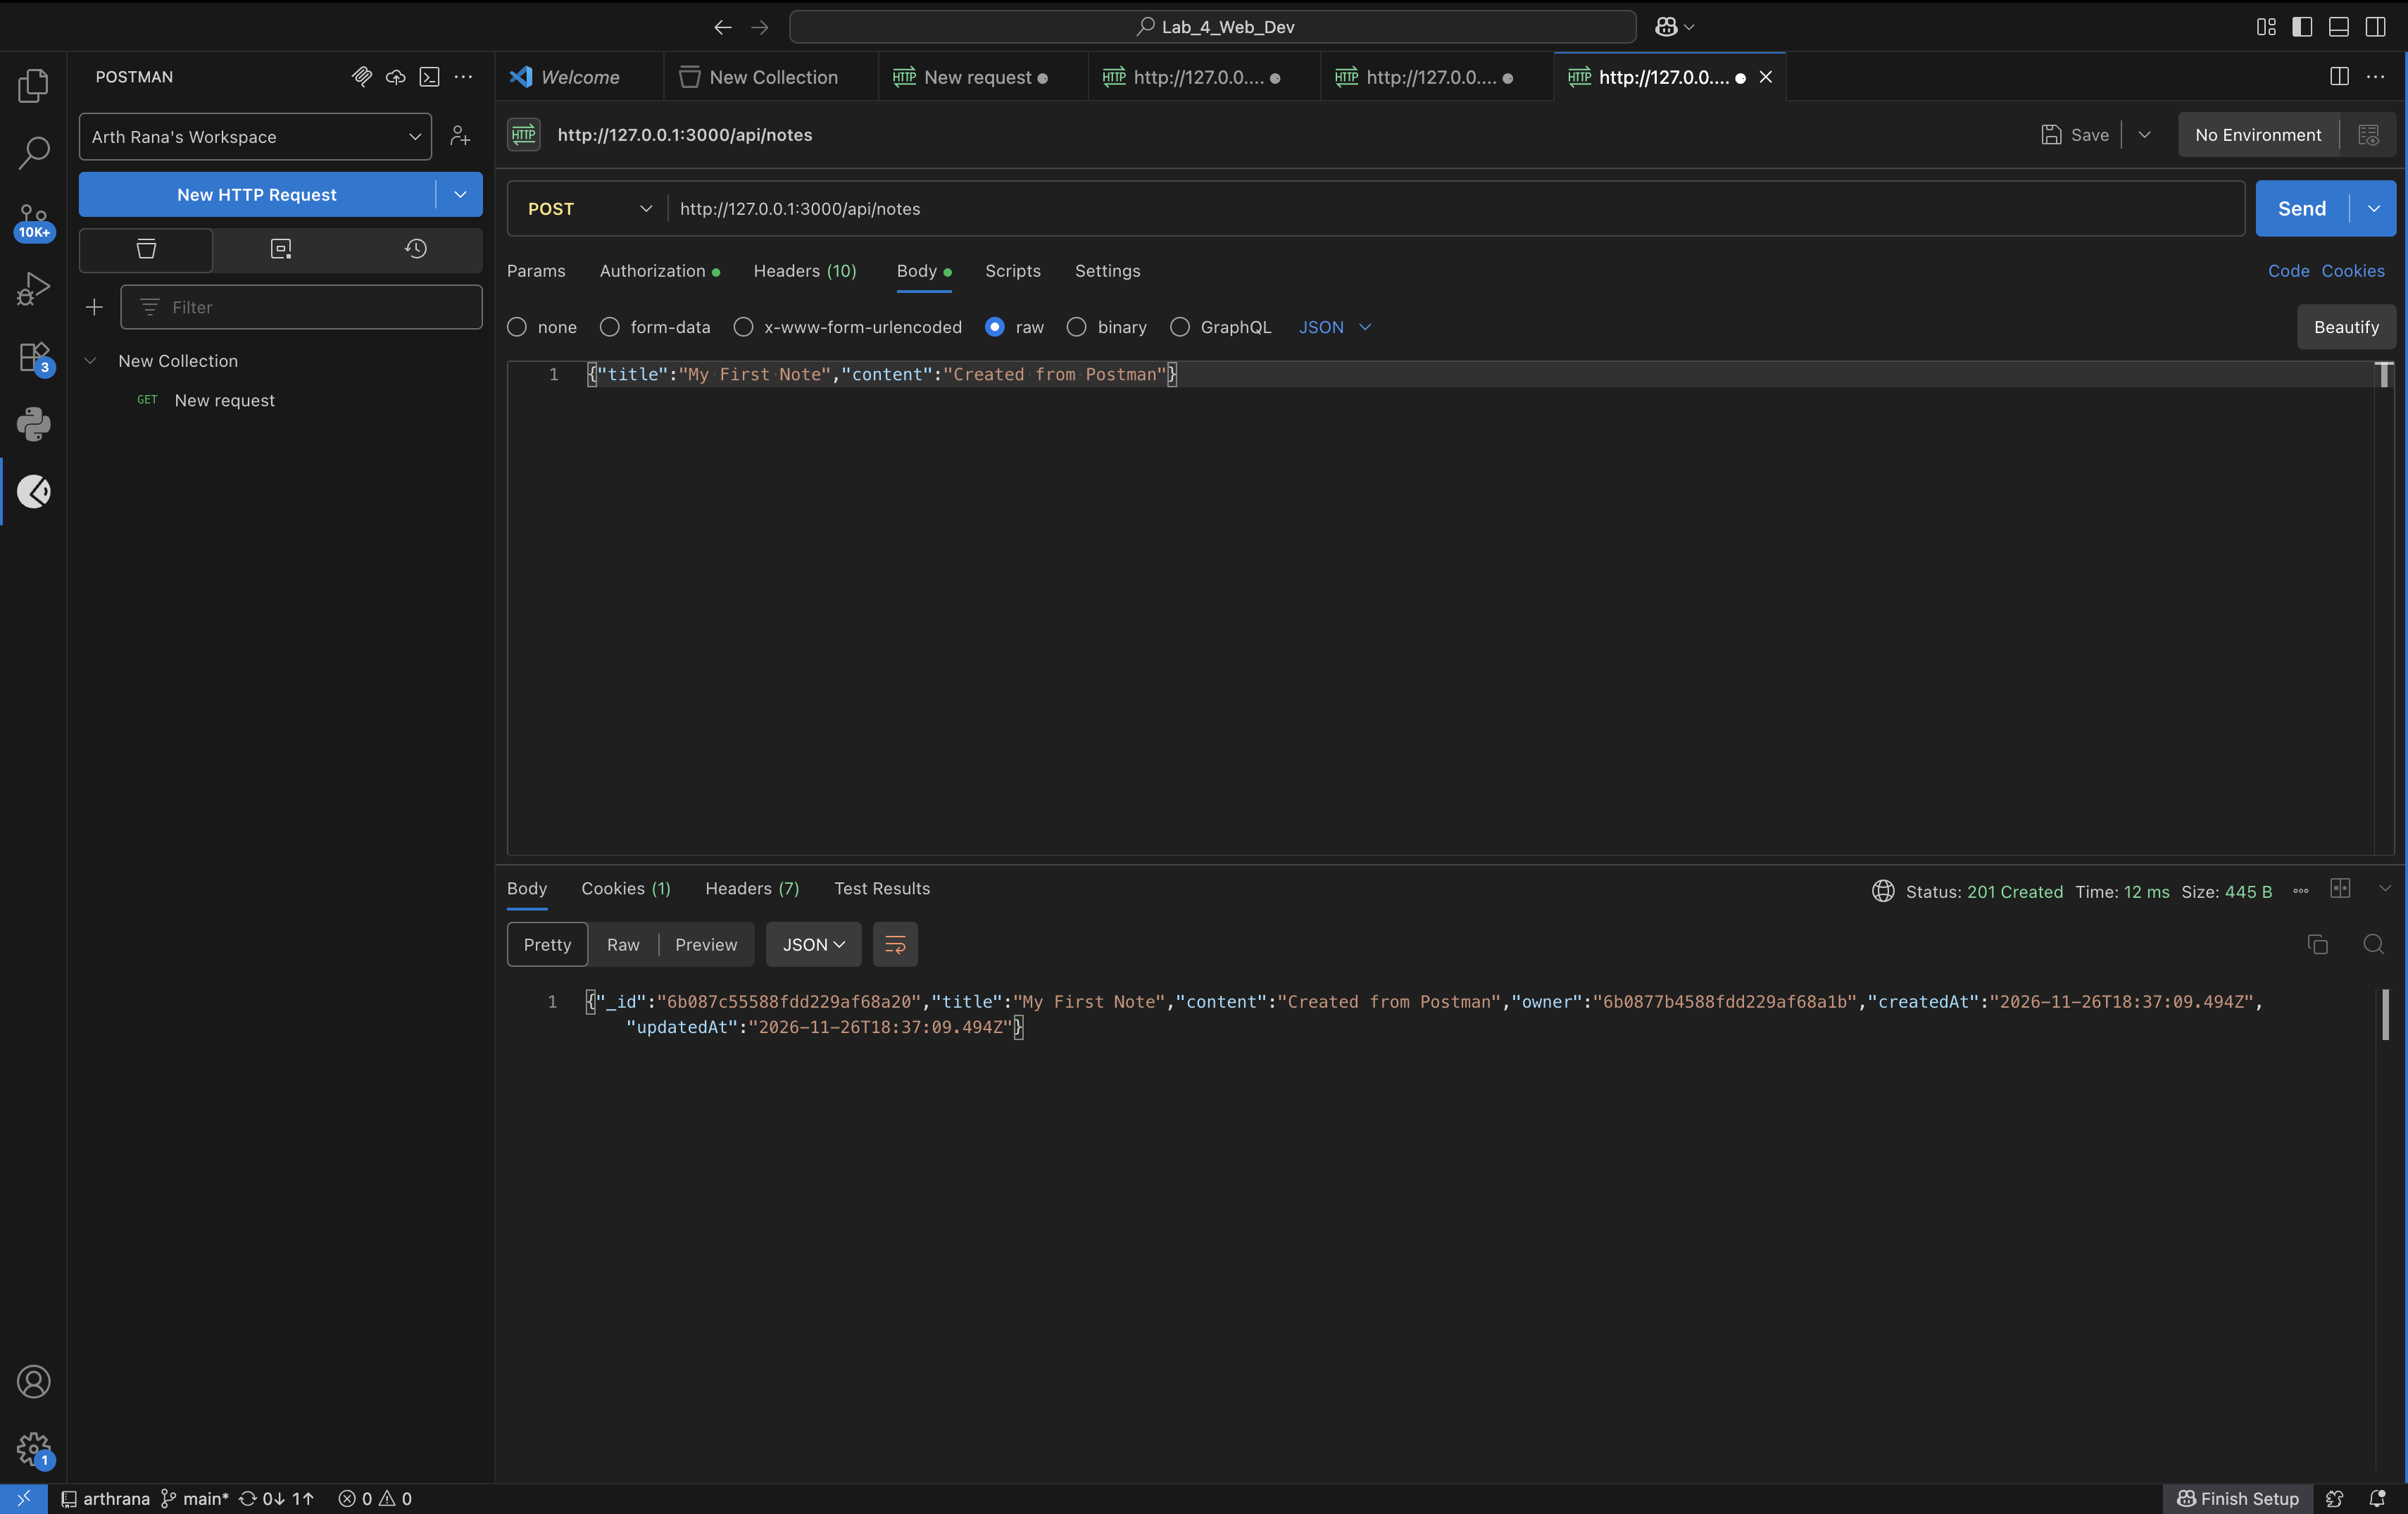 Lab_4_Web_Dev
POSTMAN
Welcome
New Collection
New request
http://127.0.0....
http://127.0.0....
http://127.0.0....
Arth Rana's Workspace
HTTP http://127.0.0.1:3000/api/notes
Save
No Environment
New HTTP Request
POST http://127.0.0.1:3000/api/notes
Send
10K+
Params Authorization Headers (10) Body Scripts Settings
Code Cookies
Filter
none form-data x-www-form-urlencoded raw binary GraphQL JSON
Beautify
3
New Collection
GET New request
1 {"title":"My First Note","content":"Created from Postman"}
Body Cookies (1) Headers (7) Test Results
Status: 201 Created Time: 12 ms Size: 445 B
Pretty Raw Preview JSON
1 {"_id":"6b087c55588fdd229af68a20","title":"My First Note","content":"Created from Postman","owner":"6b0877b4588fdd229af68a1b","createdAt":"2026-11-26T18:37:09.494Z",
"updatedAt":"2026-11-26T18:37:09.494Z"}
1
arthrana main* 0↓ 1↑ 0 0
Finish Setup